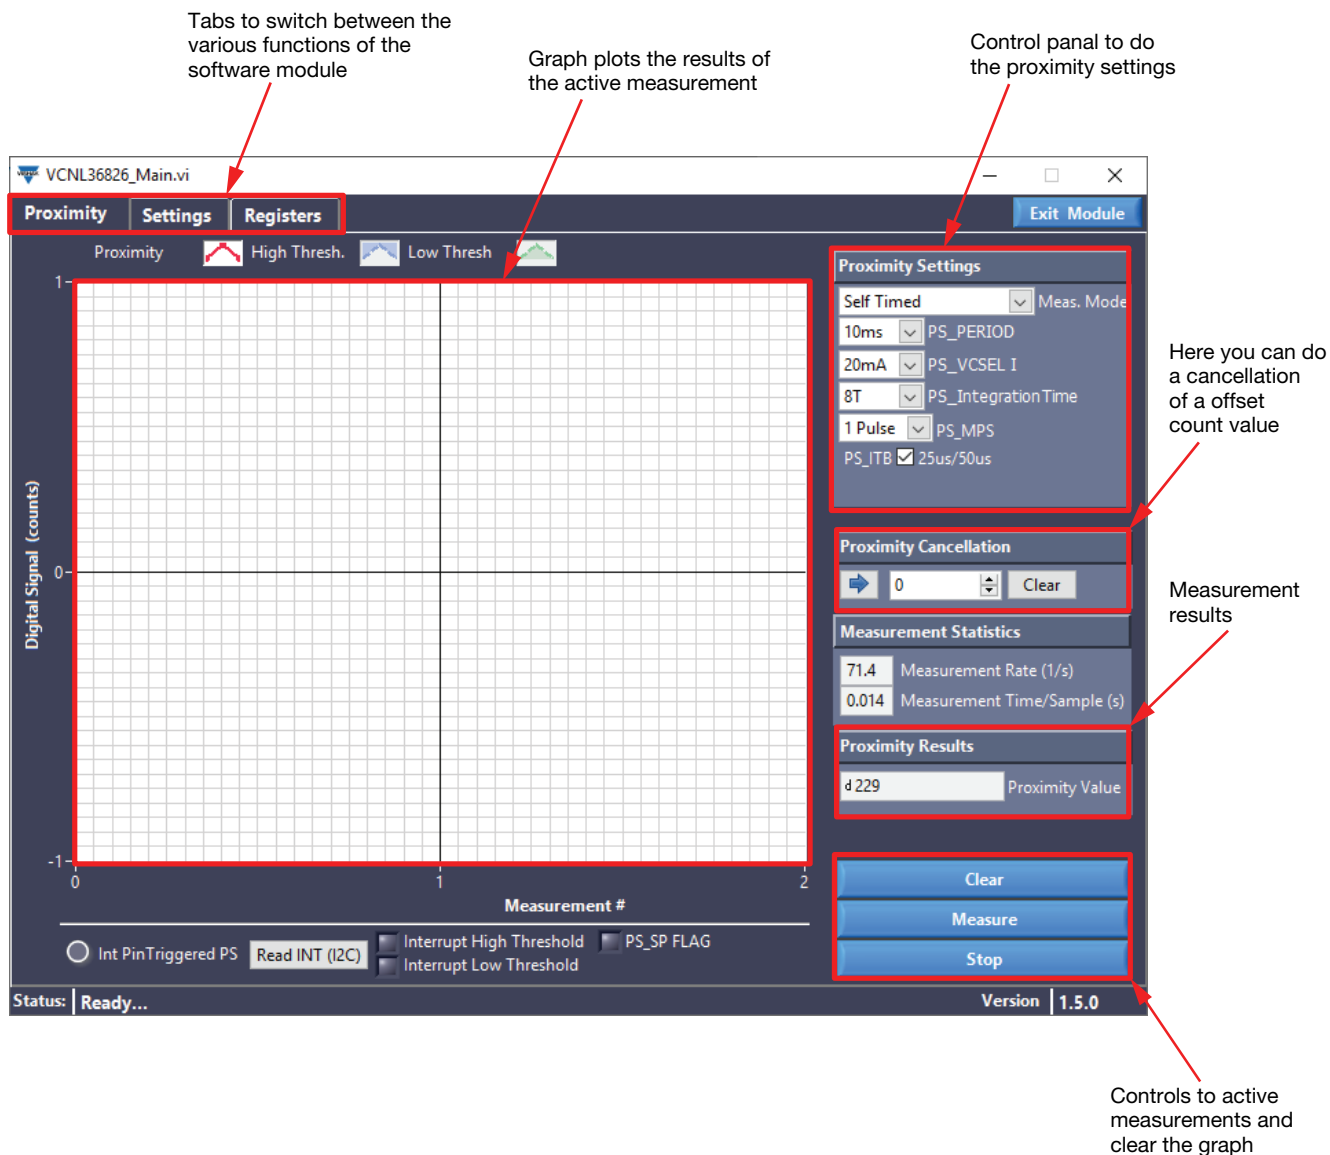 Tabs to switch between the
various functions of the
software module
Graph plots the results of
the active measurement
Control panal to do
the proximity settings
VCNL36826_Main.vi
Proximity
Settings
Registers
Exit Module
Proximity
High Thresh.
Low Thresh
Proximity Settings
Self Timed
Meas. Mode
10ms
PS_PERIOD
20mA
PS_VCSEL I
8T
PS_IntegrationTime
1 Pulse
PS_MPS
PS_ITB
25us/50us
Here you can do
a cancellation
of a offset
count value
Proximity Cancellation
0
Clear
Measurement
results
Measurement Statistics
71.4
Measurement Rate (1/s)
0.014
Measurement Time/Sample (s)
Proximity Results
d 229
Proximity Value
Digital Signal (counts)
1
0
-1
0
1
2
Measurement #
Clear
Measure
Stop
Int PinTriggered PS
Read INT (I2C)
Interrupt High Threshold
Interrupt Low Threshold
PS_SP FLAG
Status:
Ready...
Version
1.5.0
Controls to active
measurements and
clear the graph